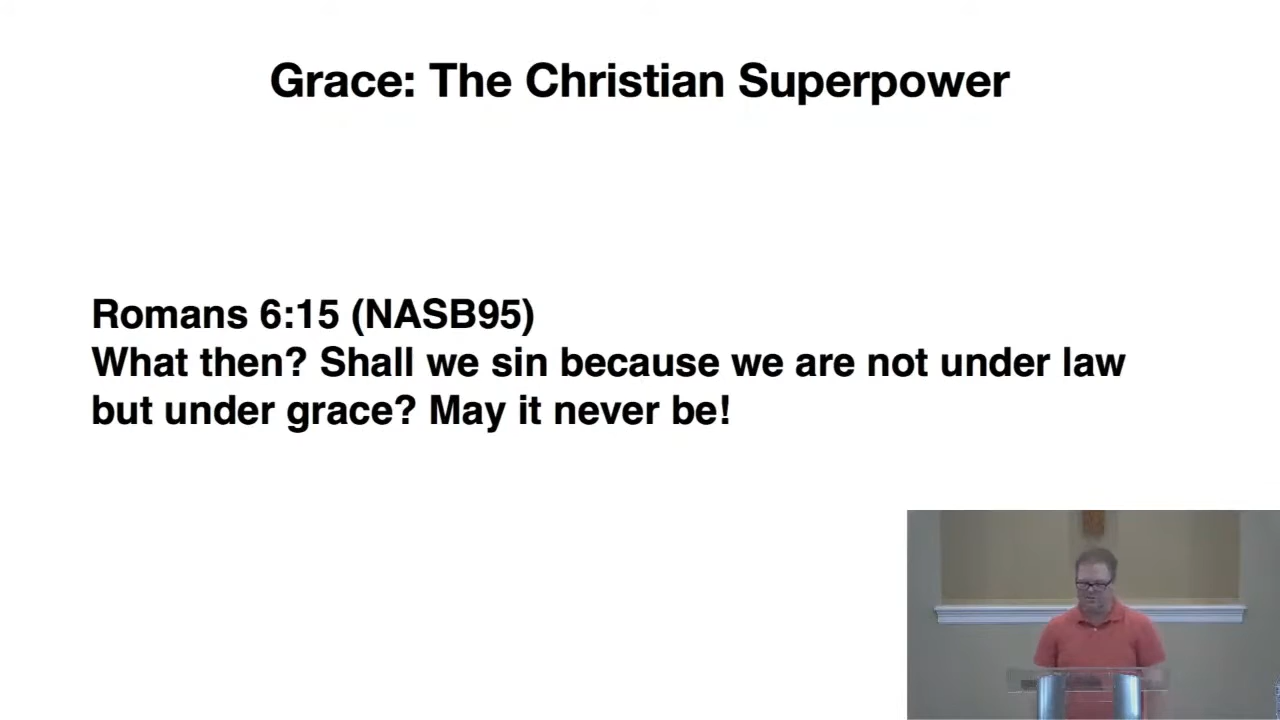 Grace: The Christian Superpower
Romans 6:15 (NASB95)
What then? Shall we sin because we are not under law
but under grace? May it never be!